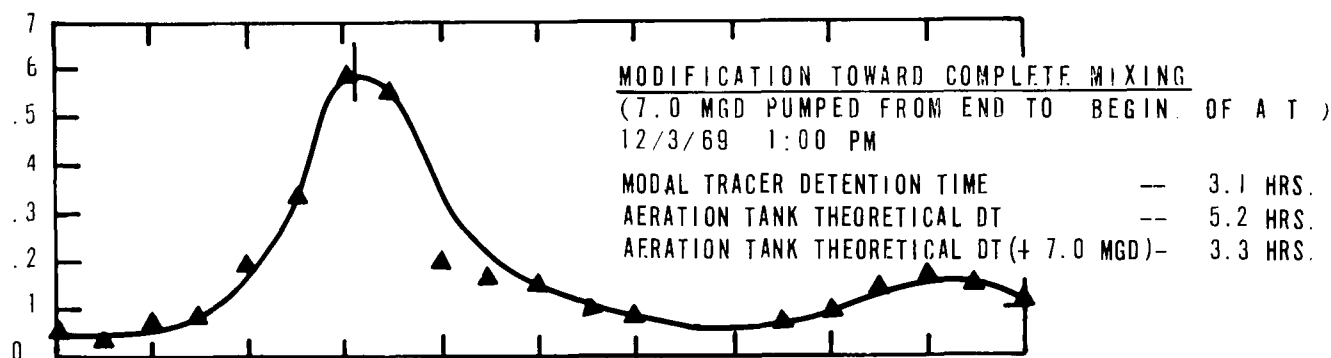 7
6
.5
4
.3
.2
1
0
MODIFICATION TOWARD COMPLETE MIXING
(7.0 MGD PUMPED FROM END TO BEGIN. OF A T )
12/3/69 1:00 PM
MODAL TRACER DETENTION TIME -- 3.1 HRS.
AERATION TANK THEORETICAL DT -- 5.2 HRS.
AERATION TANK THEORETICAL DT (+ 7.0 MGD)- 3.3 HRS.